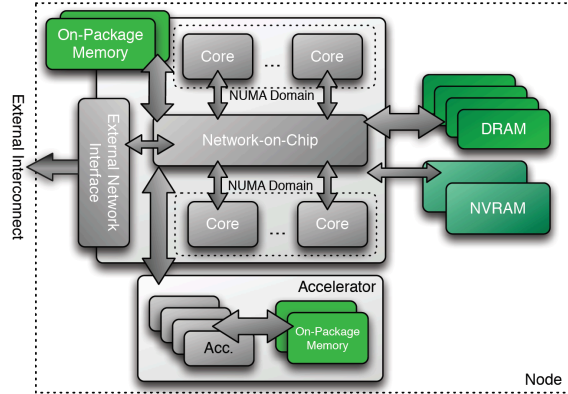 On-Package
Memory
Core
...
Core
NUMA Domain
External Interconnect
External Network
Interface
Network-on-Chip
DRAM
NUMA Domain
NVRAM
Core
...
Core
Accelerator
Acc.
On-Package
Memory
Node